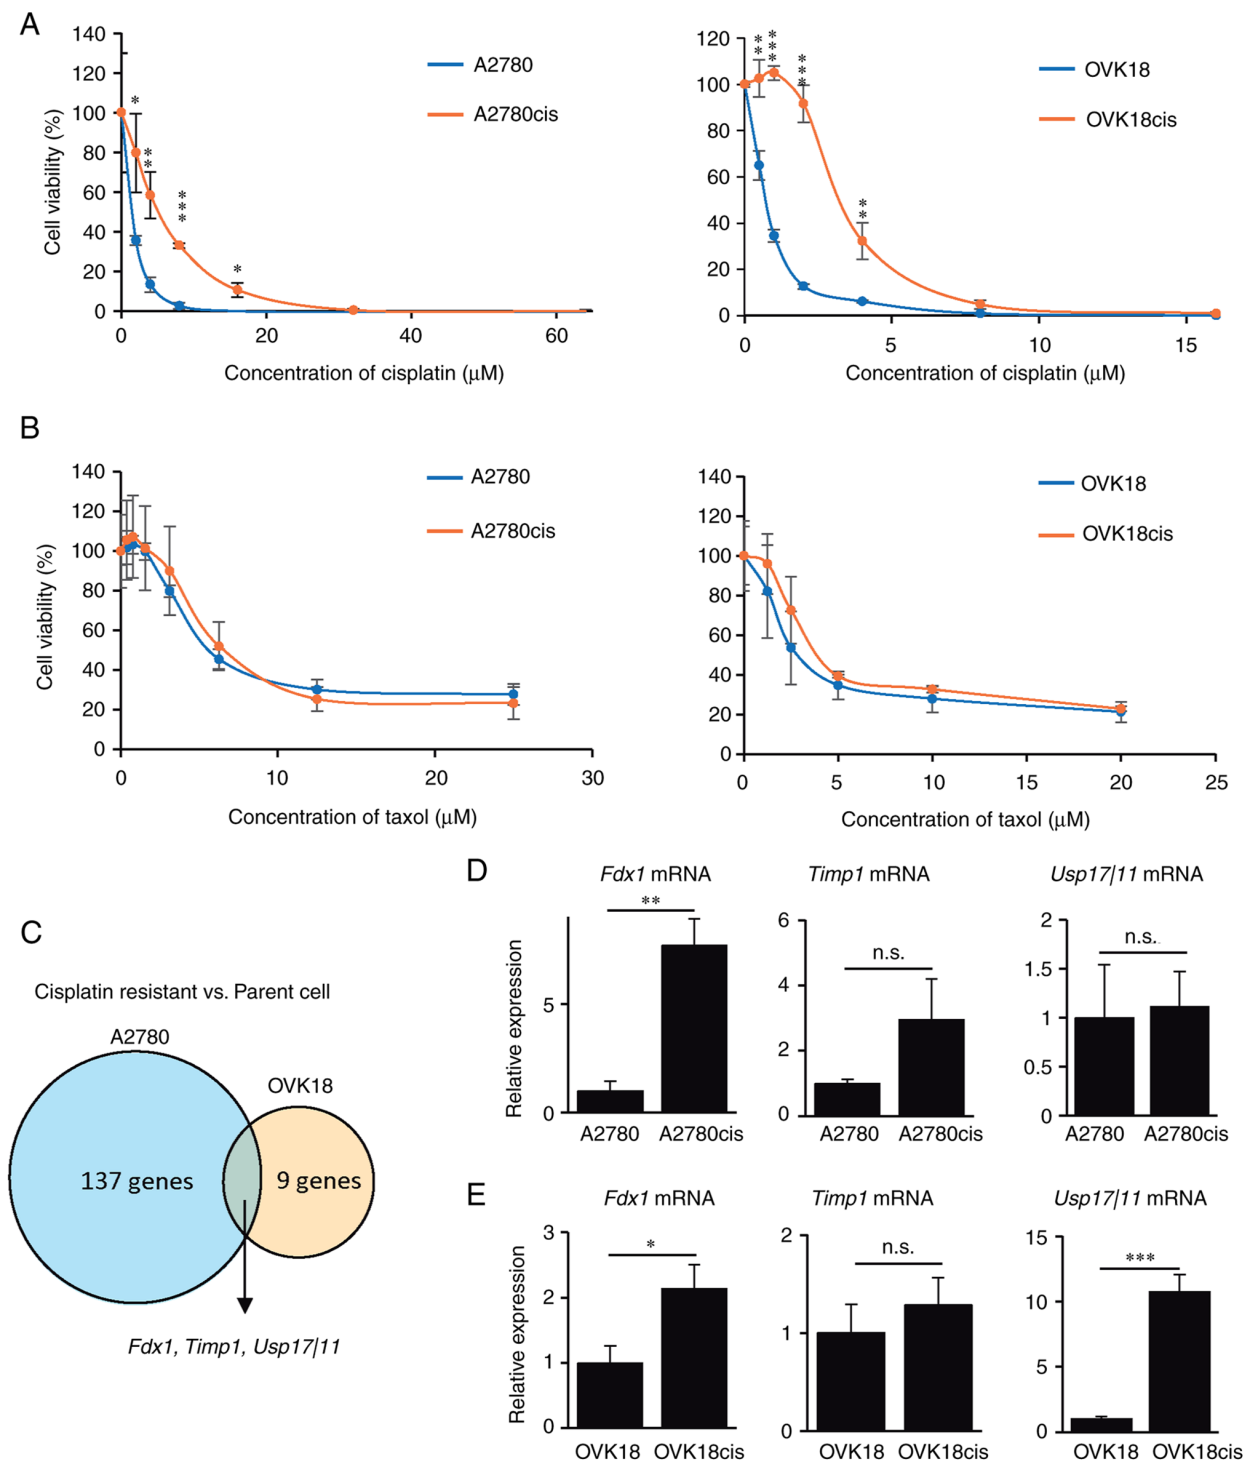 A
140
140
100
80
60
40
20
0
Cell viability (%)
0
20
40
60
Concentration of cisplatin (μM)
A2780
A2780cis
*
**
***
*
120
100
80
60
40
20
0
0
5
10
15
Concentration of cisplatin (μM)
OVK18
OVK18cis
**
***
***
**
B
140
120
100
80
60
40
20
0
Cell viability (%)
0
10
20
30
Concentration of taxol (μM)
A2780
A2780cis
140
120
100
80
60
40
20
0
0
5
10
15
20
25
Concentration of taxol (μM)
OVK18
OVK18cis
C
Cisplatin resistant vs. Parent cell
A2780
OVK18
137 genes
9 genes
Fdx1, Timp1, Usp17|11
D
Fdx1 mRNA
**
Relative expression
5
0
A2780
A2780cis
Timp1 mRNA
n.s.
6
4
2
0
A2780
A2780cis
Usp17|11 mRNA
n.s.
2
1.5
1
0.5
0
A2780
A2780cis
E
Fdx1 mRNA
*
Relative expression
3
2
1
0
OVK18
OVK18cis
Timp1 mRNA
n.s.
2
1
0
OVK18
OVK18cis
Usp17|11 mRNA
***
15
10
5
0
OVK18
OVK18cis